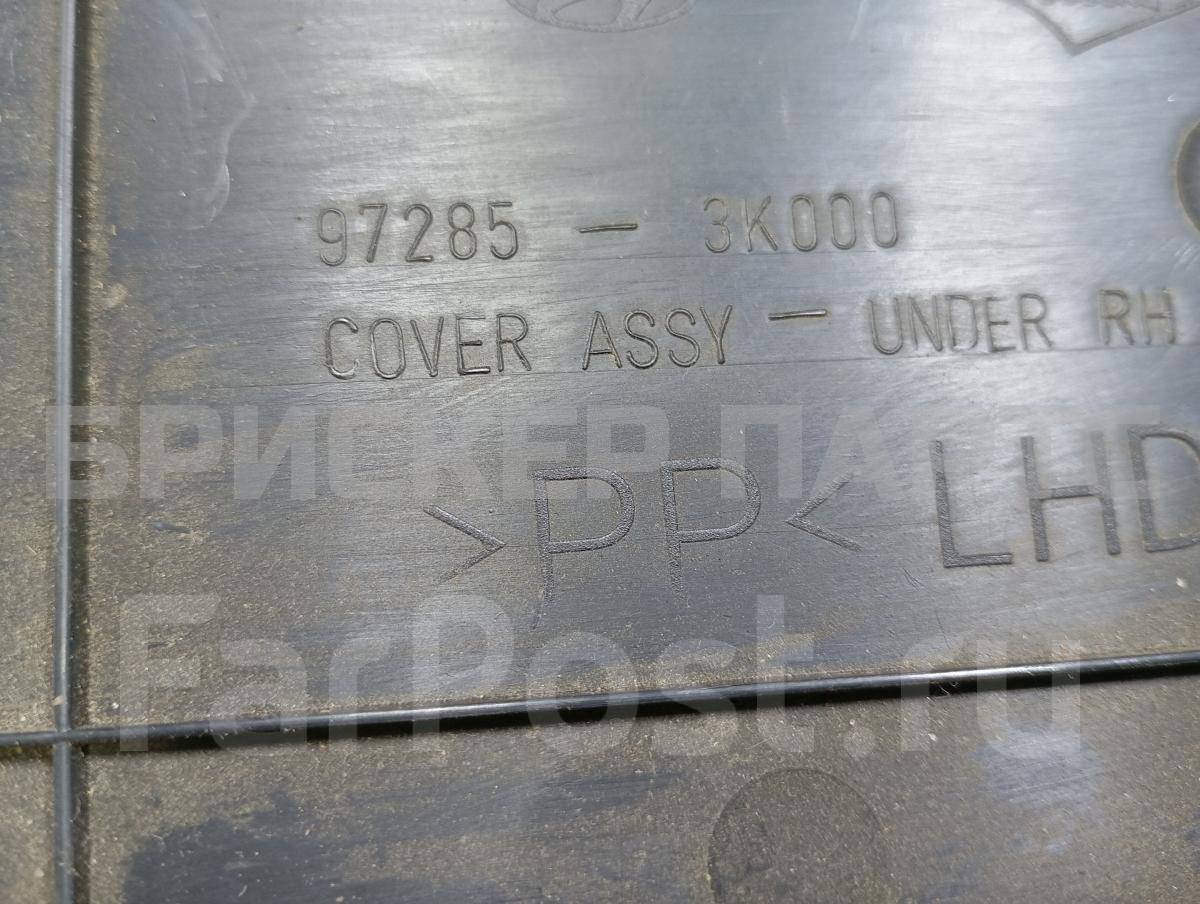 97285 - 3K000
COVER ASSY - UNDER RH
БРИСКЕР ПАРТС
>PP< LHD
FarPost.ru